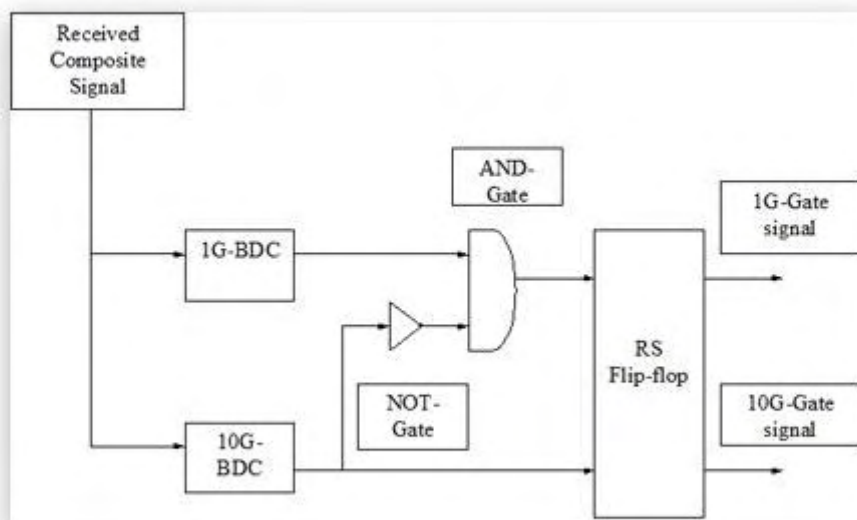 Received
Composite
Signal
AND-
Gate
1G-Gate
signal
1G-BDC
RS
Flip-flop
NOT-
Gate
10G-Gate
signal
10G-
BDC